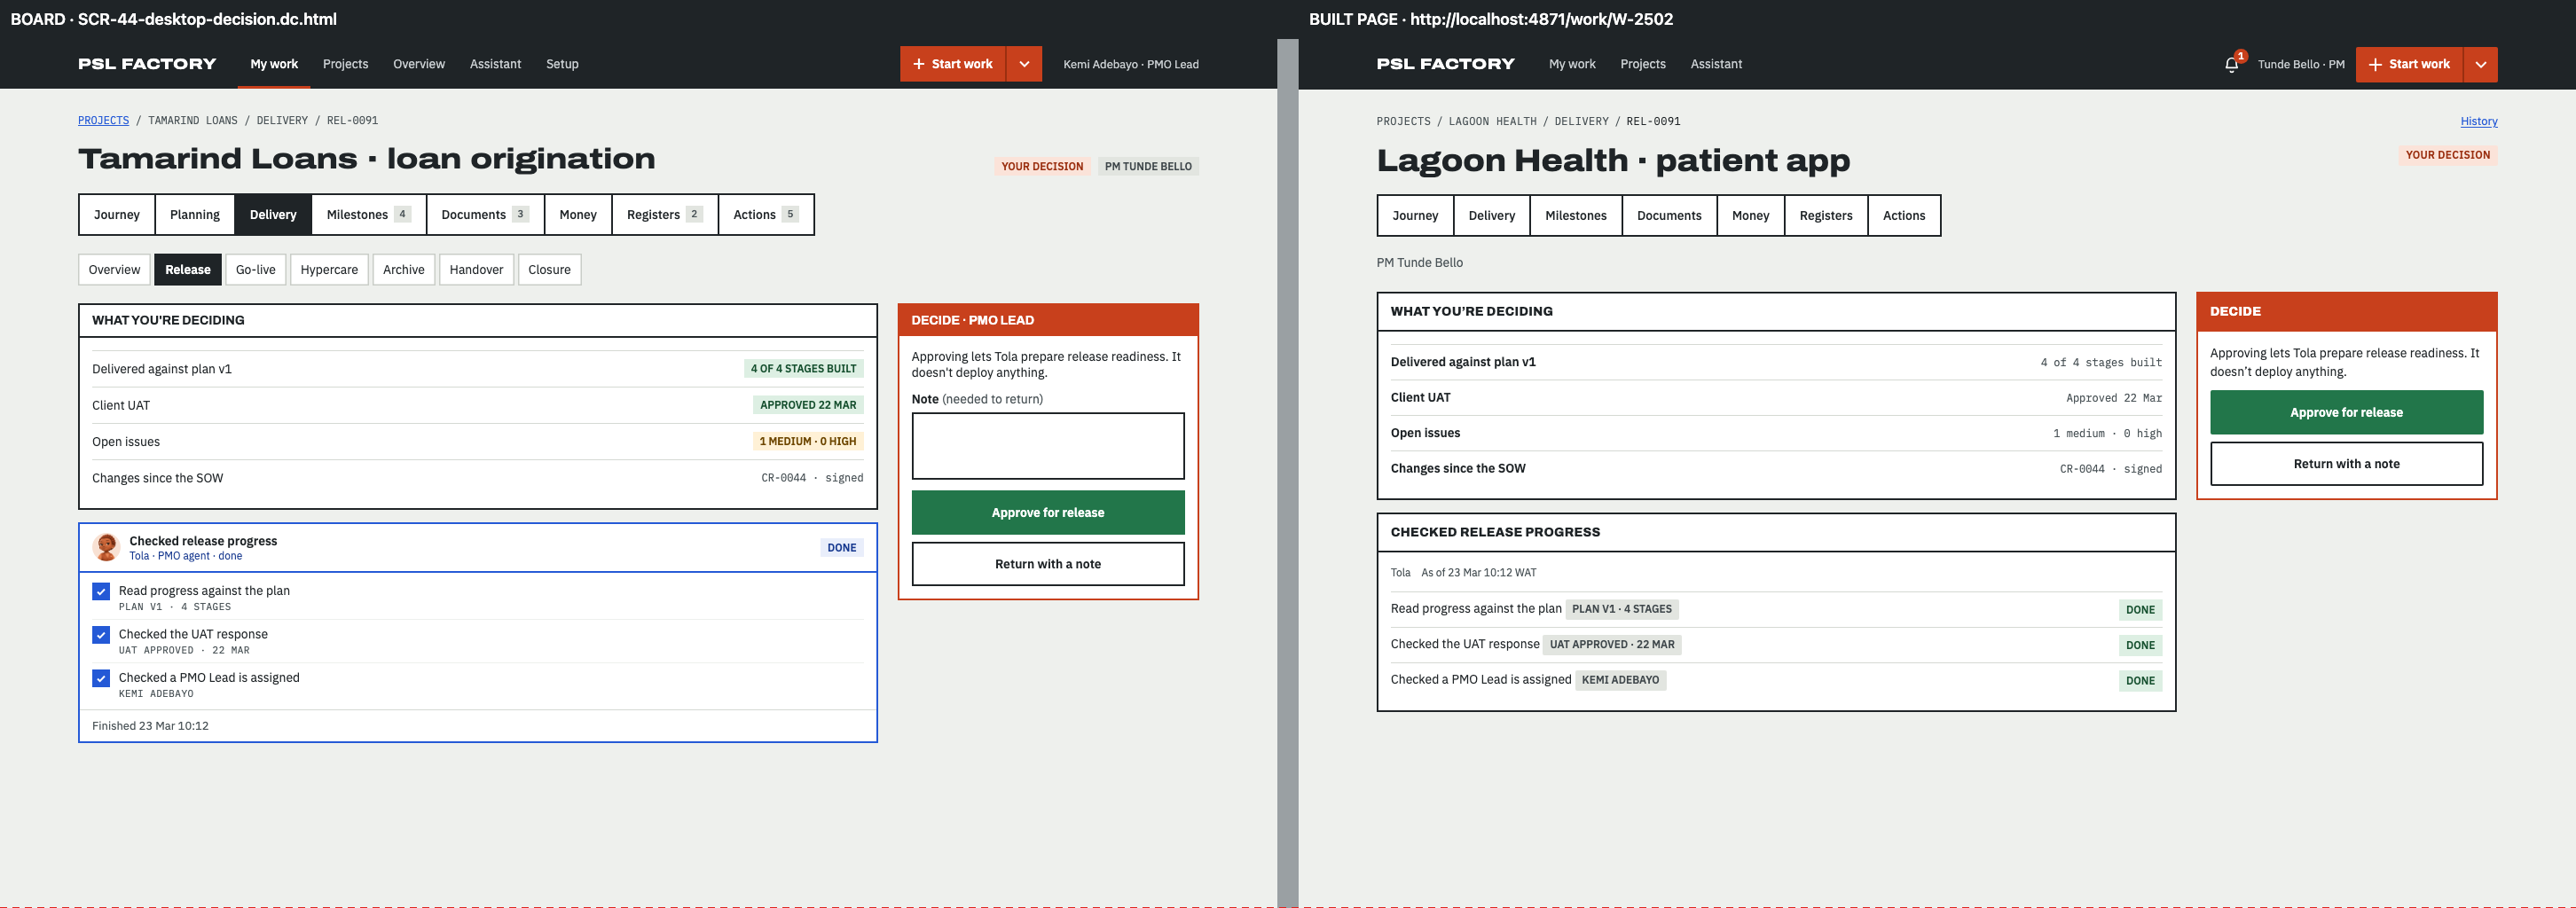 BOARD · SCR-44-desktop-decision.dc.html
PSL FACTORY My work Projects Overview Assistant Setup + Start work Kemi Adebayo · PMO Lead
PROJECTS / TAMARIND LOANS / DELIVERY / REL-0091
Tamarind Loans · loan origination
YOUR DECISION PM TUNDE BELLO
Journey Planning Delivery Milestones 4 Documents 3 Money Registers 2 Actions 5
Overview Release Go-live Hypercare Archive Handover Closure
WHAT YOU'RE DECIDING
Delivered against plan v1 4 OF 4 STAGES BUILT
Client UAT APPROVED 22 MAR
Open issues 1 MEDIUM · 0 HIGH
Changes since the SOW CR-0044 · signed
Checked release progress
Tola · PMO agent · done
DONE
Read progress against the plan
PLAN V1 · 4 STAGES
Checked the UAT response
UAT APPROVED · 22 MAR
Checked a PMO Lead is assigned
KEMI ADEBAYO
Finished 23 Mar 10:12
DECIDE · PMO LEAD
Approving lets Tola prepare release readiness. It
doesn't deploy anything.
Note (needed to return)
Approve for release
Return with a note
BUILT PAGE · http://localhost:4871/work/W-2502
PSL FACTORY My work Projects Assistant 1 Tunde Bello · PM + Start work
PROJECTS / LAGOON HEALTH / DELIVERY / REL-0091
History
Lagoon Health · patient app
YOUR DECISION
Journey Delivery Milestones Documents Money Registers Actions
PM Tunde Bello
WHAT YOU’RE DECIDING
Delivered against plan v1 4 of 4 stages built
Client UAT Approved 22 Mar
Open issues 1 medium · 0 high
Changes since the SOW CR-0044 · signed
CHECKED RELEASE PROGRESS
Tola As of 23 Mar 10:12 WAT
Read progress against the plan PLAN V1 · 4 STAGES DONE
Checked the UAT response UAT APPROVED · 22 MAR DONE
Checked a PMO Lead is assigned KEMI ADEBAYO DONE
DECIDE
Approving lets Tola prepare release readiness. It
doesn’t deploy anything.
Approve for release
Return with a note